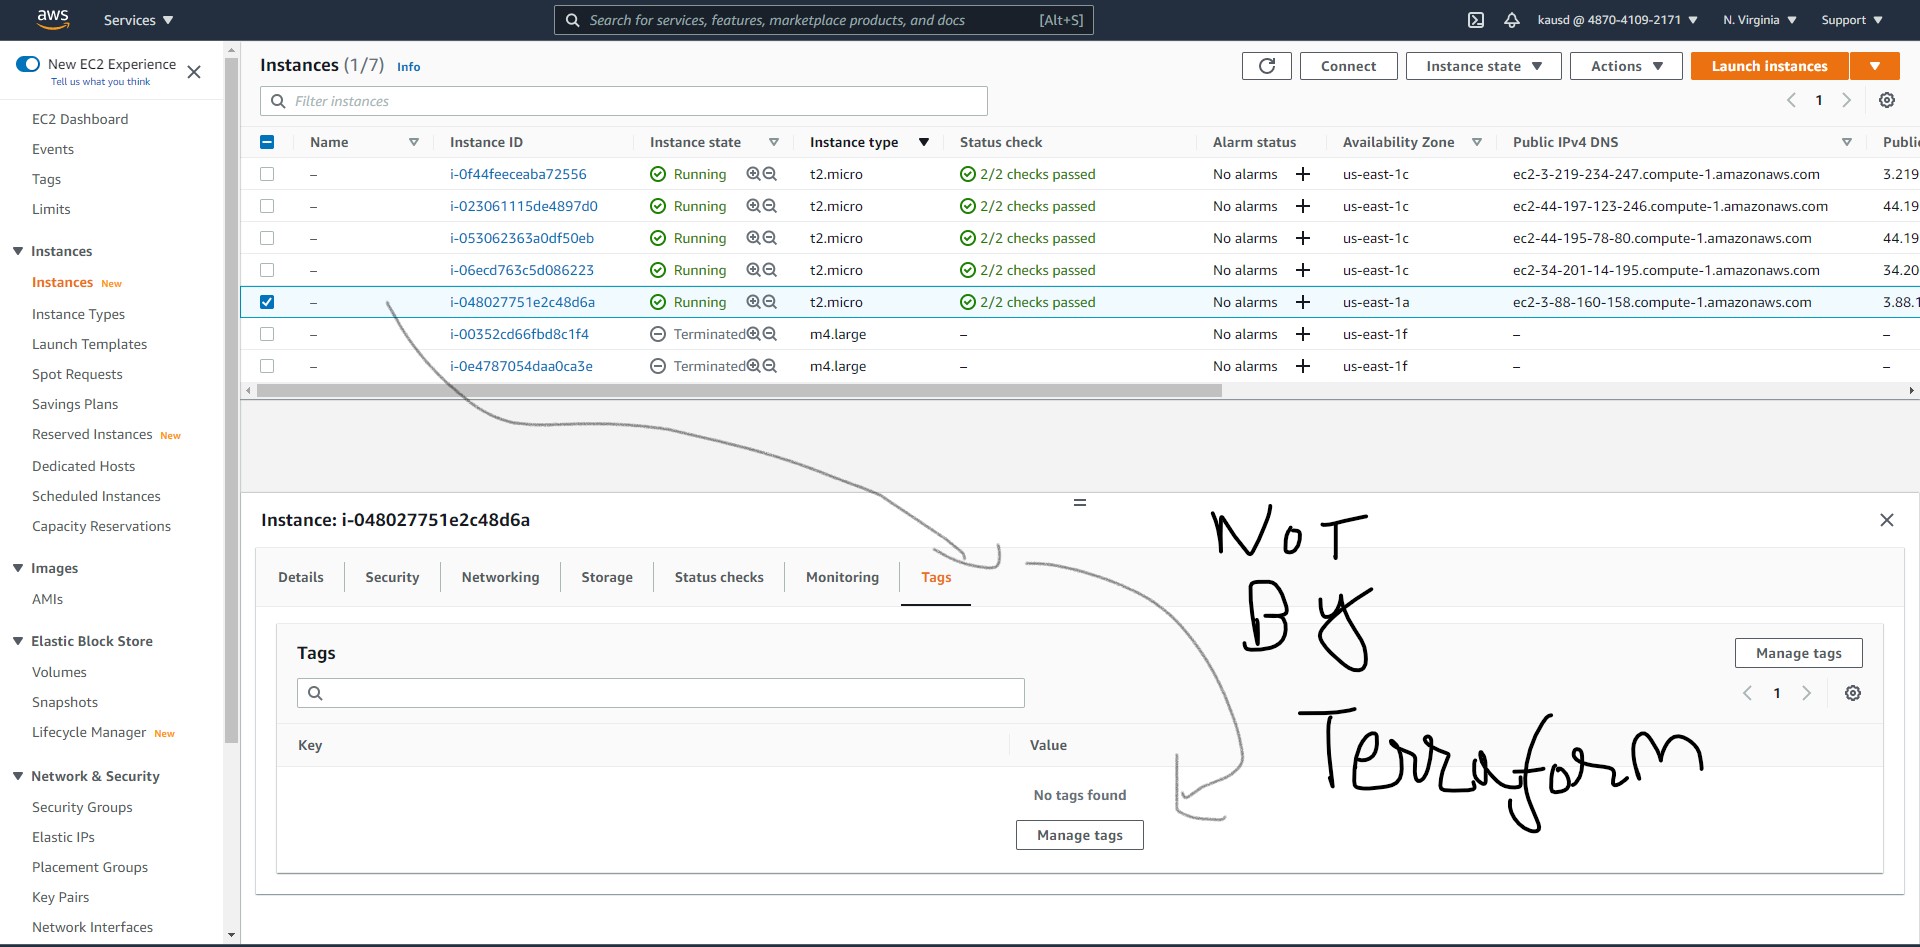 aws
Services
Search for services, features, marketplace products, and docs [Alt+S]
kausd @ 4870-4109-2171
N. Virginia
Support
New EC2 Experience
Tell us what you think
EC2 Dashboard
Events
Tags
Limits
Instances
Instances New
Instance Types
Launch Templates
Spot Requests
Savings Plans
Reserved Instances New
Dedicated Hosts
Scheduled Instances
Capacity Reservations
Images
AMIs
Elastic Block Store
Volumes
Snapshots
Lifecycle Manager New
Network & Security
Security Groups
Elastic IPs
Placement Groups
Key Pairs
Network Interfaces
Instances (1/7) Info
Connect
Instance state
Actions
Launch instances
Filter instances
1
Name Instance ID Instance state Instance type Status check Alarm status Availability Zone Public IPv4 DNS Public
– i-0f44feeceaba72556 Running t2.micro 2/2 checks passed No alarms + us-east-1c ec2-3-219-234-247.compute-1.amazonaws.com 3.219
– i-023061115de4897d0 Running t2.micro 2/2 checks passed No alarms + us-east-1c ec2-44-197-123-246.compute-1.amazonaws.com 44.19
– i-053062363a0df50eb Running t2.micro 2/2 checks passed No alarms + us-east-1c ec2-44-195-78-80.compute-1.amazonaws.com 44.19
– i-06ecd763c5d086223 Running t2.micro 2/2 checks passed No alarms + us-east-1c ec2-34-201-14-195.compute-1.amazonaws.com 34.20
– i-048027751e2c48d6a Running t2.micro 2/2 checks passed No alarms + us-east-1a ec2-3-88-160-158.compute-1.amazonaws.com 3.88.1
– i-00352cd66fbd8c1f4 Terminated m4.large – No alarms + us-east-1f – –
– i-0e4787054daa0ca3e Terminated m4.large – No alarms + us-east-1f – –
Instance: i-048027751e2c48d6a
Details Security Networking Storage Status checks Monitoring Tags
Tags
Manage tags
1
Key Value
No tags found
Manage tags
NOT
By
Terraform